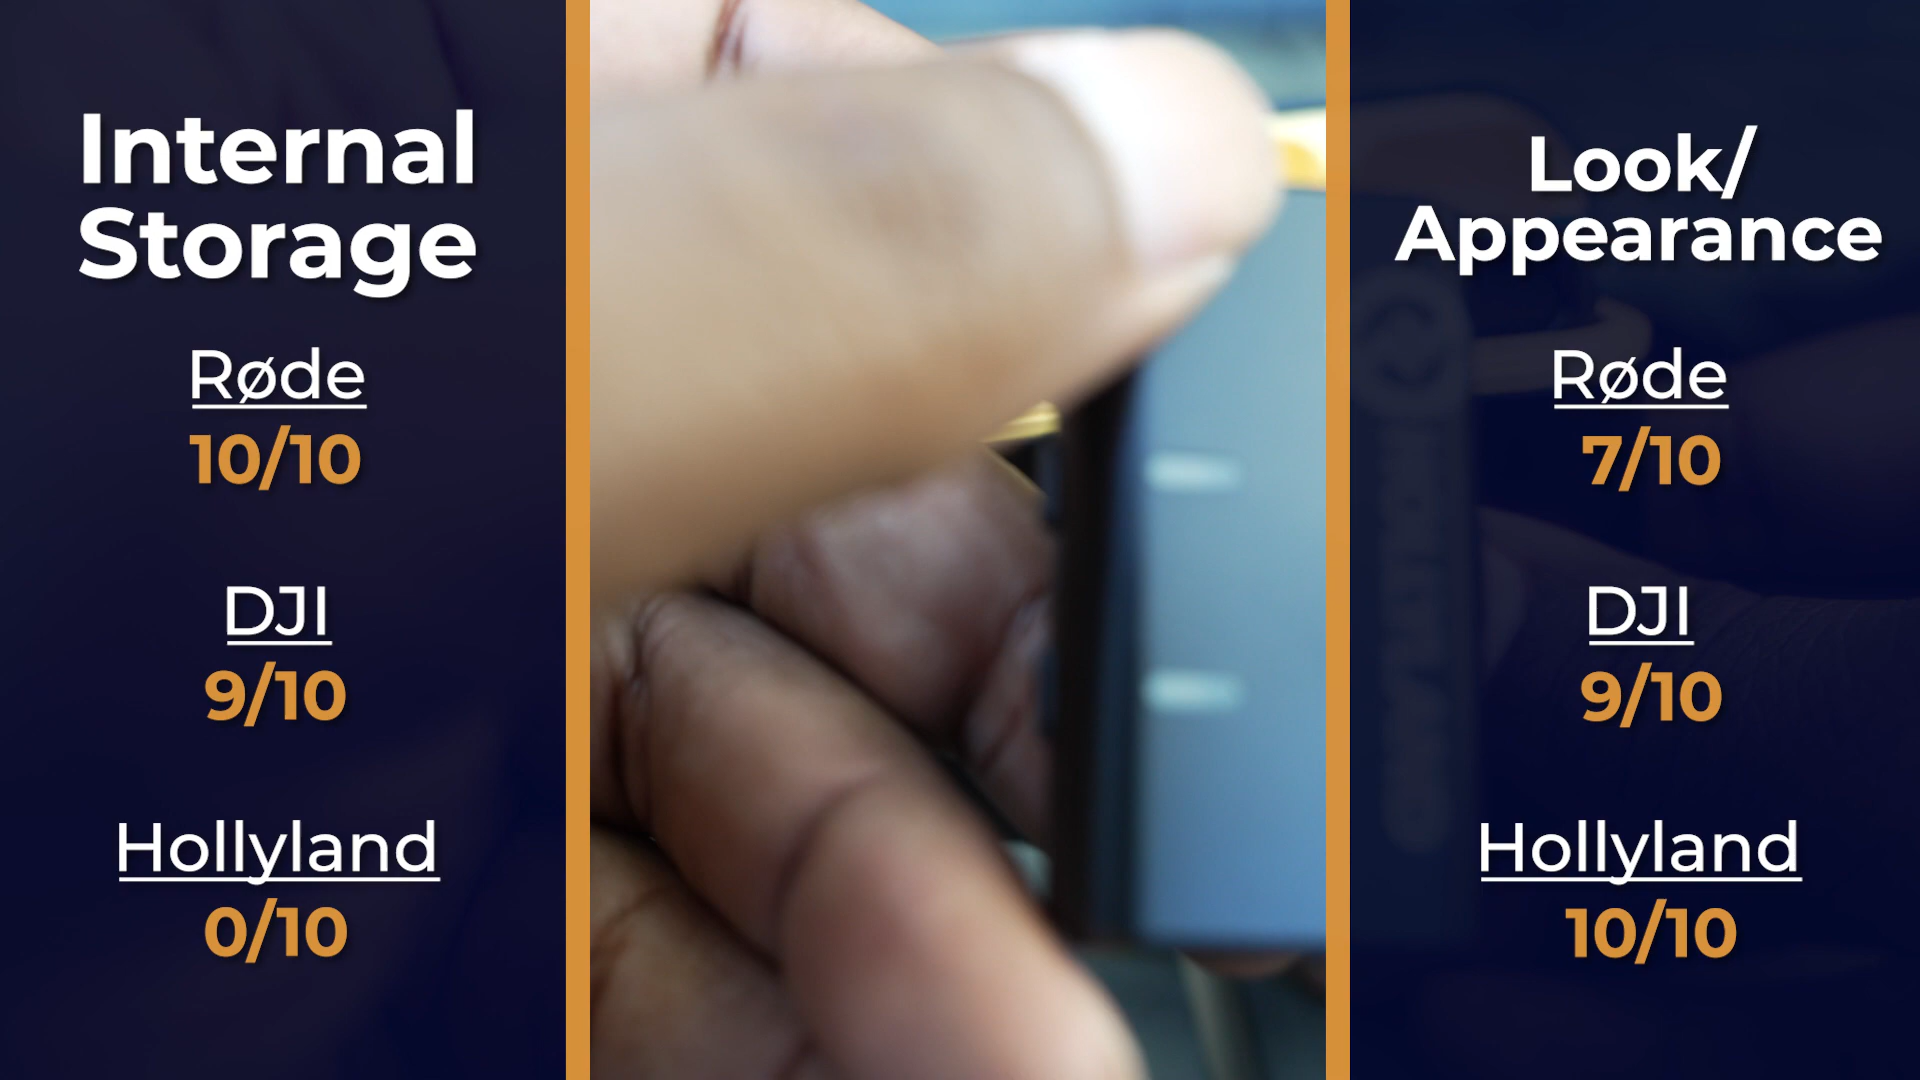 Internal
Storage
Røde
10/10
DJI
9/10
Hollyland
0/10
Look/
Appearance
Røde
7/10
DJI
9/10
Hollyland
10/10